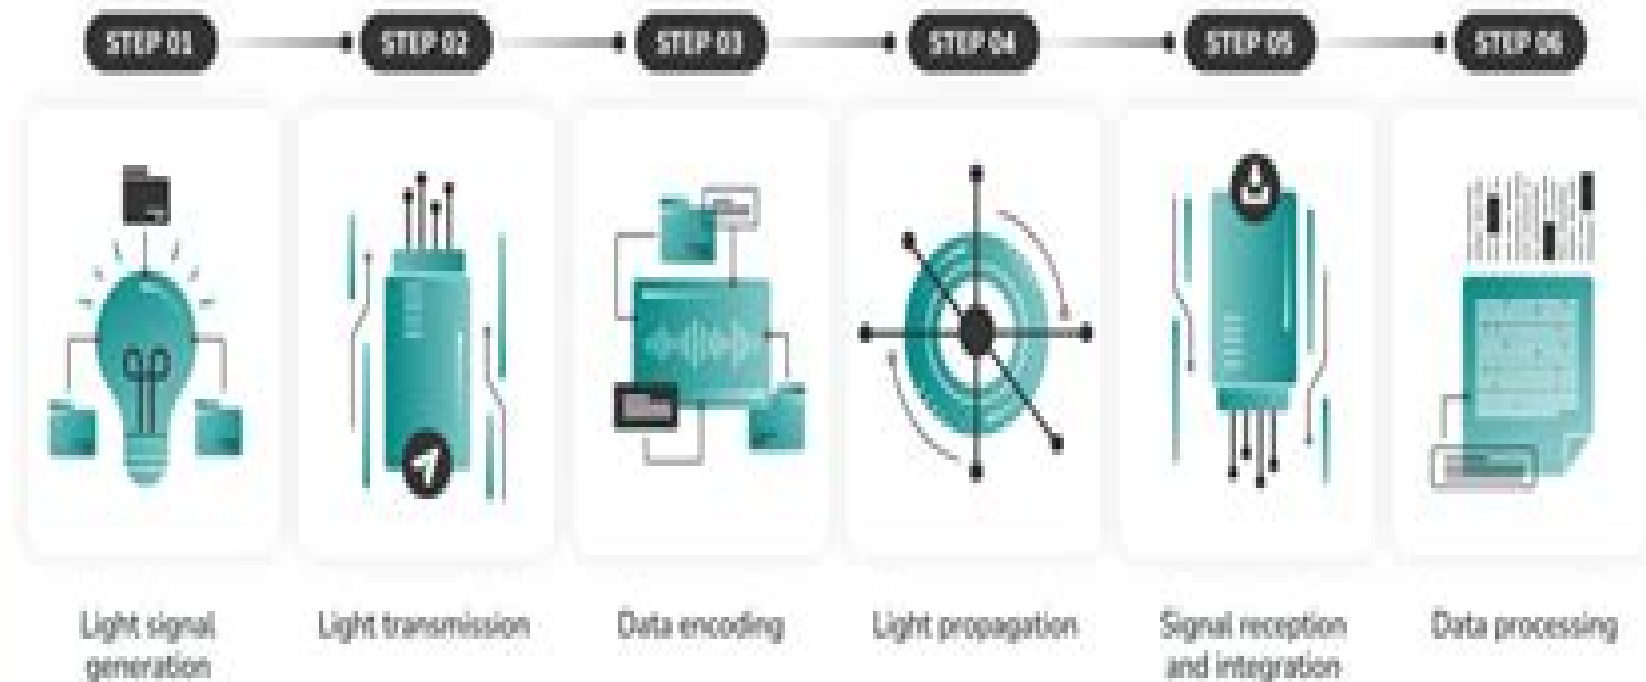 STEP 01
STEP 02
STEP 03
STEP 04
STEP 05
STEP 06
Light signal
generation
Light transmission
Data encoding
Light propagation
Signal reception
and integration
Data processing